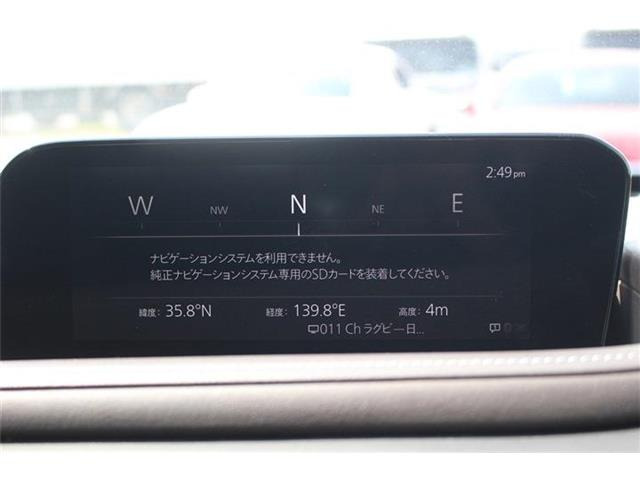 2:49pm
W NW N NE E
ナビゲーションシステムを利用できません。
純正ナビゲーションシステム専用のSDカードを装着してください。
緯度: 35.8°N 経度: 139.8°E 高度: 4m
011 Ch ラグビー日...